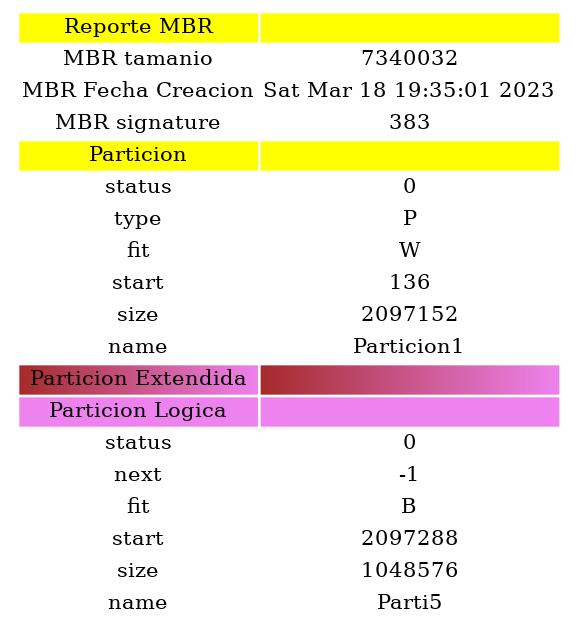 Reporte MBR
MBR tamanio 7340032
MBR Fecha Creacion Sat Mar 18 19:35:01 2023
MBR signature 383
Particion
status 0
type P
fit W
start 136
size 2097152
name Particion1
Particion Extendida
Particion Logica
status 0
next -1
fit B
start 2097288
size 1048576
name Parti5